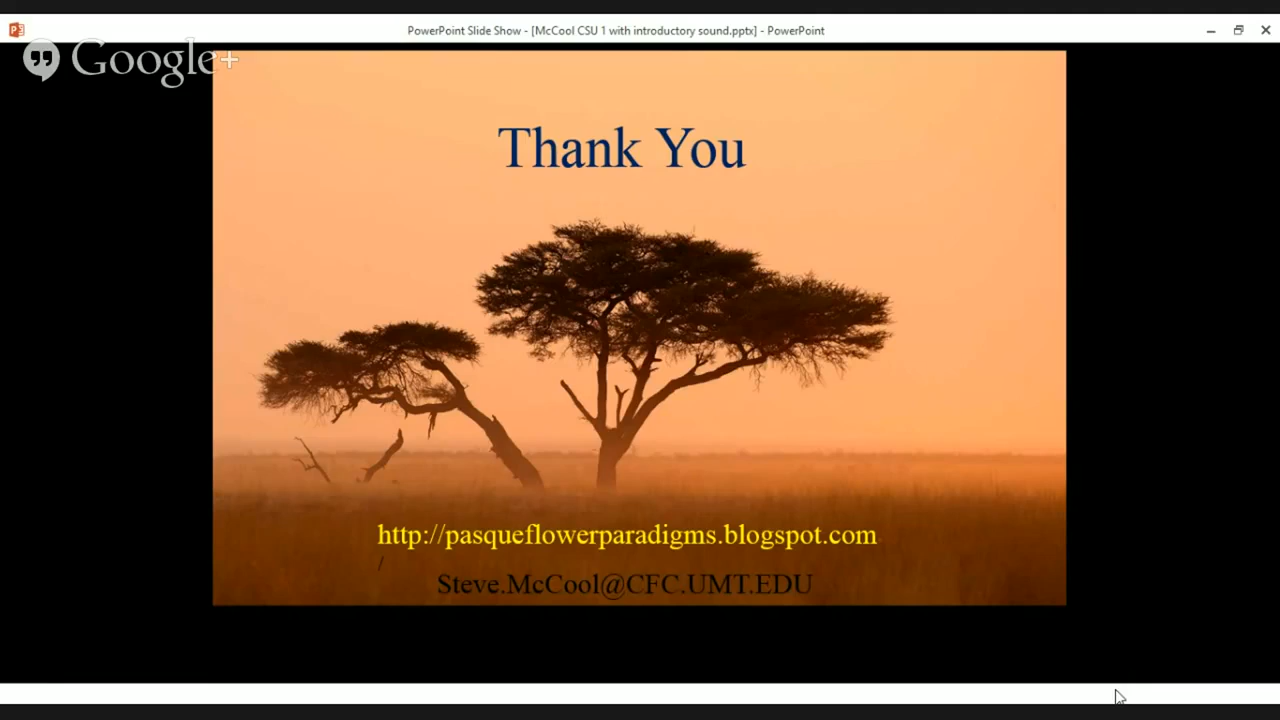 PowerPoint Slide Show - [McCool CSU 1 with introductory sound.pptx] - PowerPoint
Google+
Thank You
http://pasqueflowerparadigms.blogspot.com
/
Steve.McCool@CFC.UMT.EDU